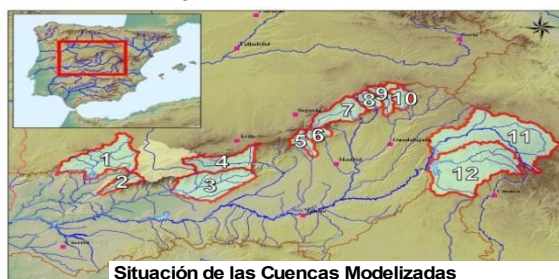 Valladolid
Soria
Segovia
Ávila
Guadalajara
Madrid
Toledo
Cuenca
Cáceres
1
2
3
4
5
6
7
8
9
10
11
12
Situación de las Cuencas Modelizadas